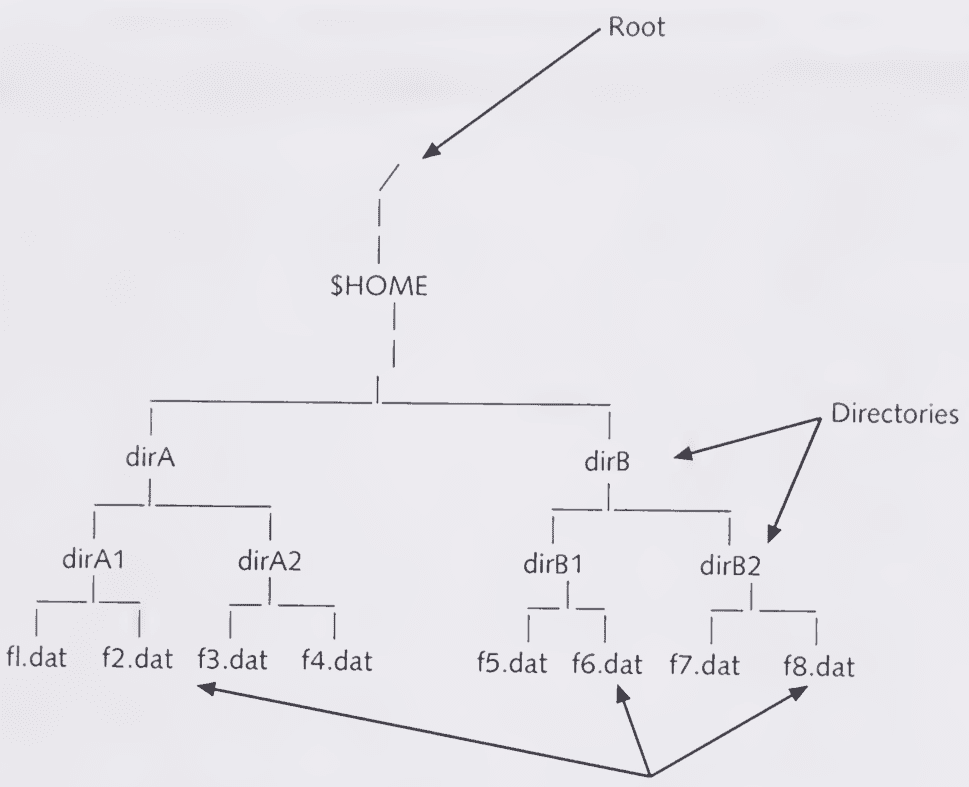 Root
$HOME
Directories
dirA
dirB
dirA1
dirA2
dirB1
dirB2
fl.dat
f2.dat
f3.dat
f4.dat
f5.dat
f6.dat
f7.dat
f8.dat